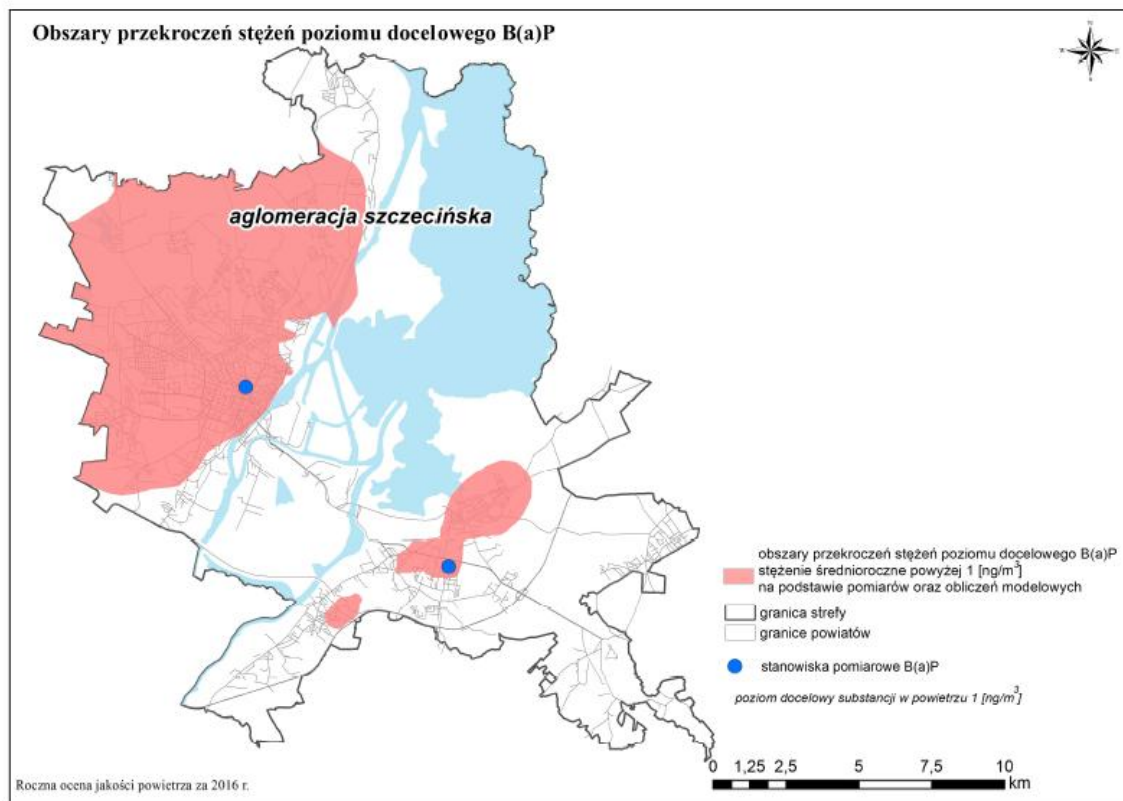 Obszary przekroczeń stężeń poziomu docelowego B(a)P
N
W
E
S
aglomeracja szczecińska
obszary przekroczeń stężeń poziomu docelowego B(a)P
stężenie średnioroczne powyżej 1 [ng/m³]
na podstawie pomiarów oraz obliczeń modelowych
granica strefy
granice powiatów
stanowiska pomiarowe B(a)P
poziom docelowy substancji w powietrzu 1 [ng/m³]
0 1,25 2,5 5 7,5 10
km
Roczna ocena jakości powietrza za 2016 r.